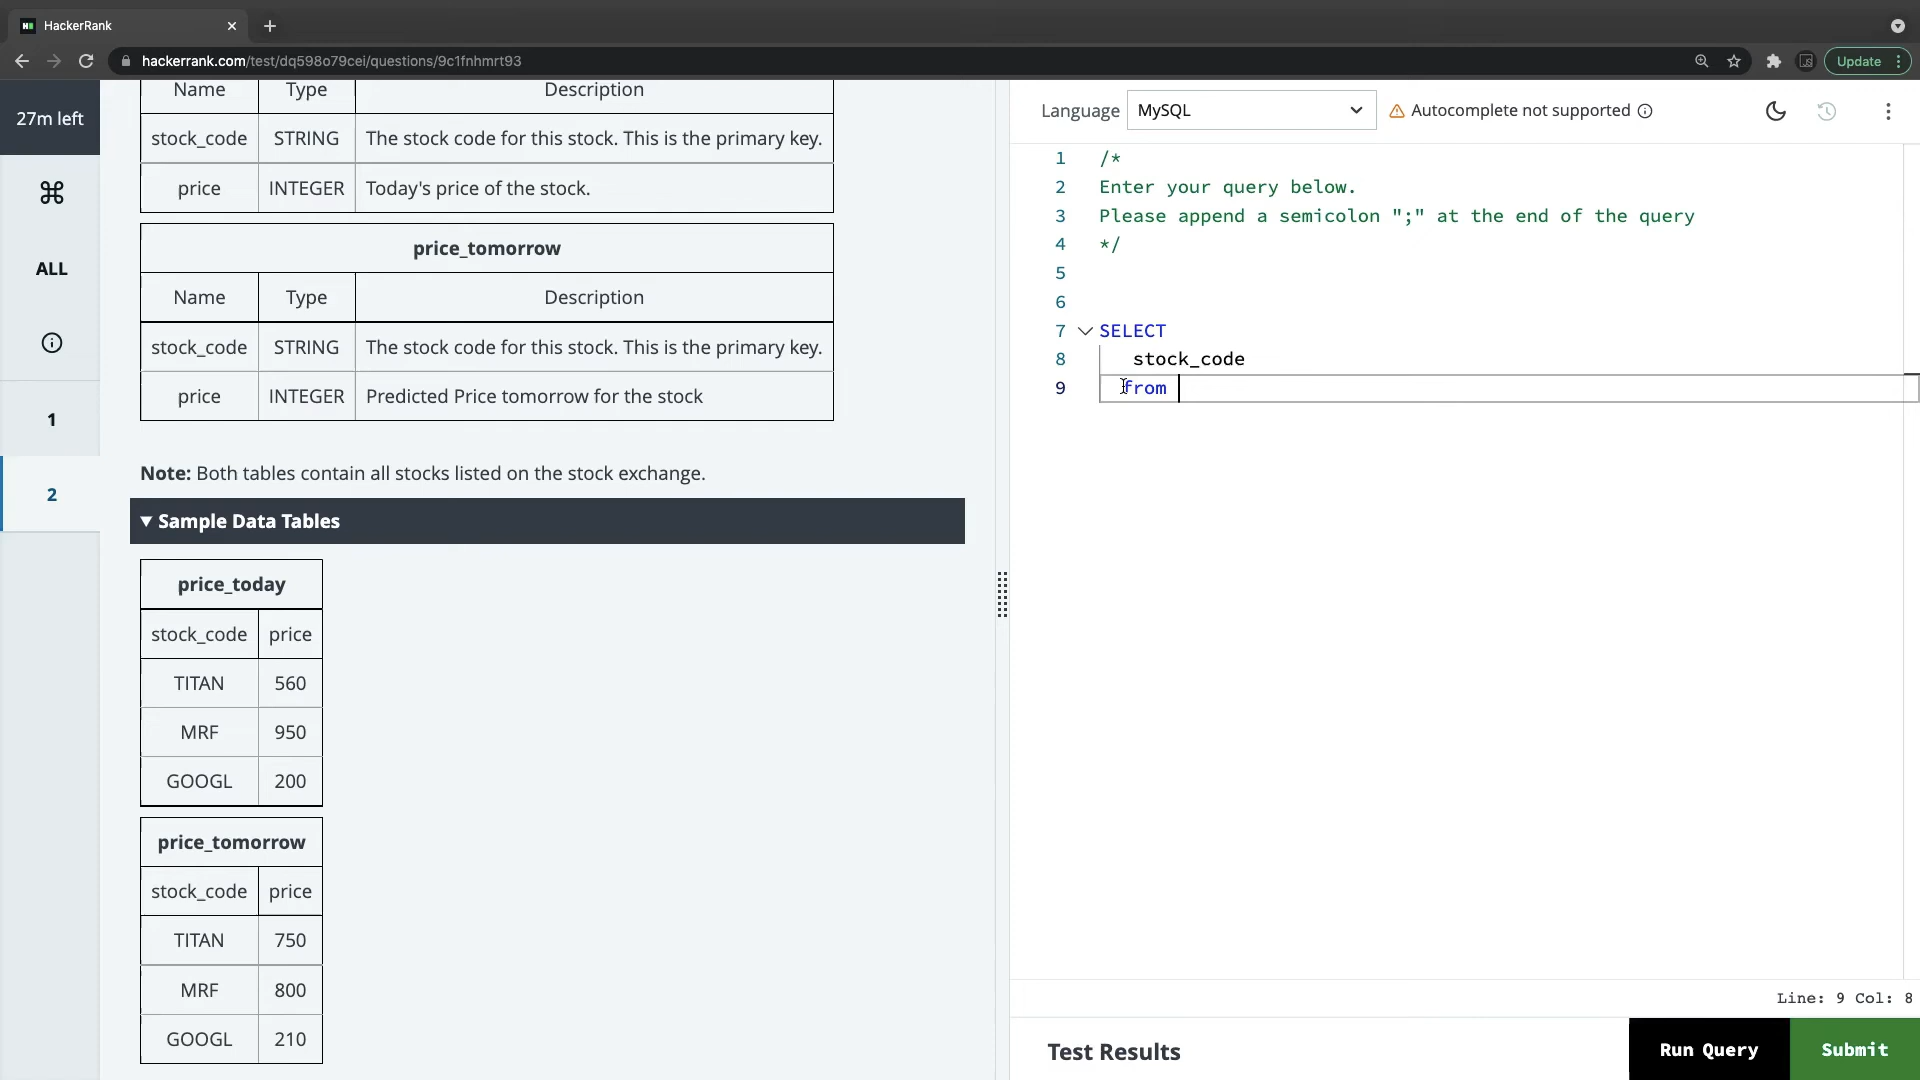 HackerRank
hackerrank.com/test/dq598o79cei/questions/9c1fnhmrt93
Update
27m left
ALL
1
2
Name Type Description
stock_code STRING The stock code for this stock. This is the primary key.
price INTEGER Today's price of the stock.
price_tomorrow
Name Type Description
stock_code STRING The stock code for this stock. This is the primary key.
price INTEGER Predicted Price tomorrow for the stock
Note: Both tables contain all stocks listed on the stock exchange.
Sample Data Tables
price_today
stock_code price
TITAN 560
MRF 950
GOOGL 200
price_tomorrow
stock_code price
TITAN 750
MRF 800
GOOGL 210
Language MySQL Autocomplete not supported
1 /*
2 Enter your query below.
3 Please append a semicolon ";" at the end of the query
4 */
5
6
7 SELECT
8 stock_code
9 from
Line: 9 Col: 8
Test Results
Run Query
Submit